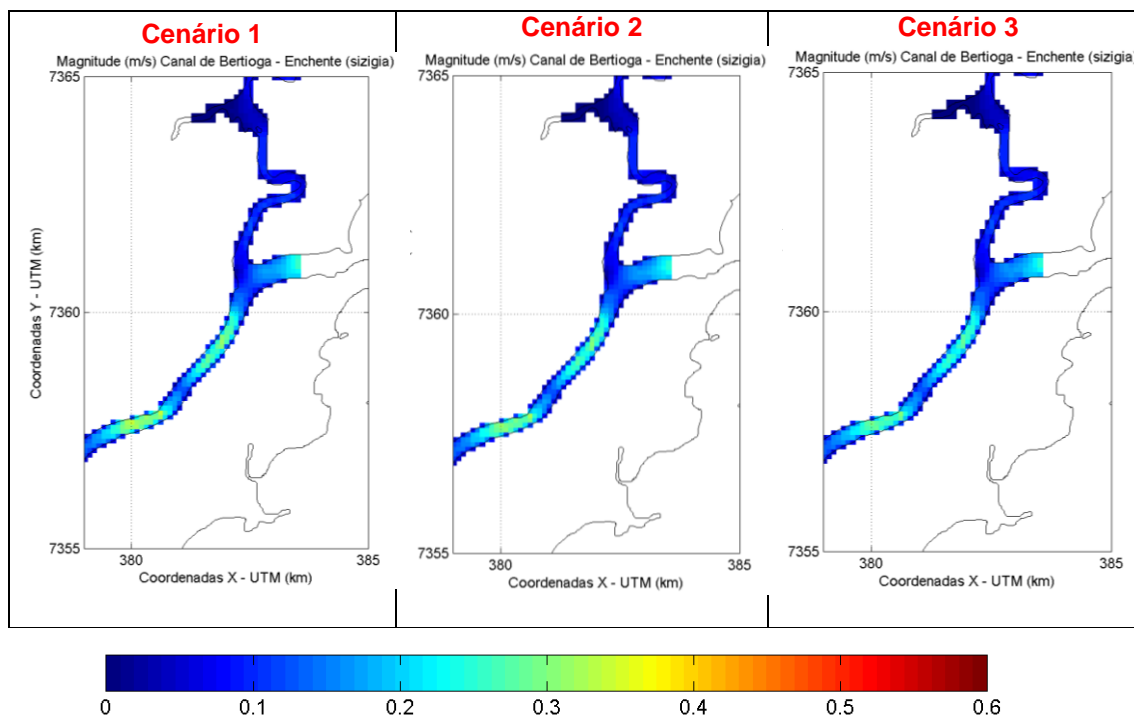 Cenário 1
Cenário 2
Cenário 3
Magnitude (m/s) Canal de Bertioga - Enchente (sizigia)
Magnitude (m/s) Canal de Bertioga - Enchente (sizigia)
Magnitude (m/s) Canal de Bertioga - Enchente (sizigia)
7365
7365
7365
Coordenadas Y - UTM (km)
7360
7360
7360
7355
7355
7355
380
385
380
385
380
385
Coordenadas X - UTM (km)
Coordenadas X - UTM (km)
Coordenadas X - UTM (km)
0
0.1
0.2
0.3
0.4
0.5
0.6